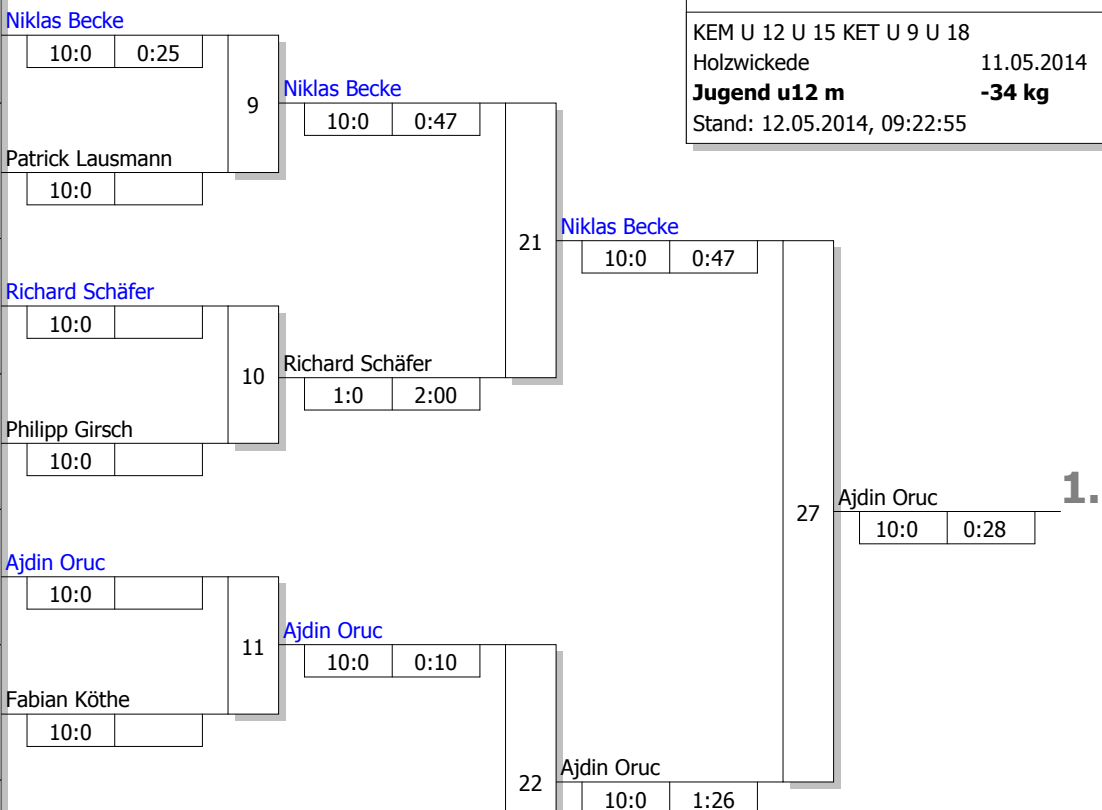 KEM U 12 U 15 KET U 9 U 18
Holzwickede 11.05.2014
Jugend u12 m -34 kg
Stand: 12.05.2014, 09:22:55
Niklas Becke
10:0 0:25
9
Niklas Becke
10:0 0:47
Patrick Lausmann
10:0
21
Niklas Becke
10:0 0:47
Richard Schäfer
10:0
10
Richard Schäfer
1:0 2:00
Philipp Girsch
10:0
27
Ajdin Oruc 1.
10:0 0:28
Ajdin Oruc
10:0
11
Ajdin Oruc
10:0 0:10
Fabian Köthe
10:0
22
Ajdin Oruc
10:0 1:26